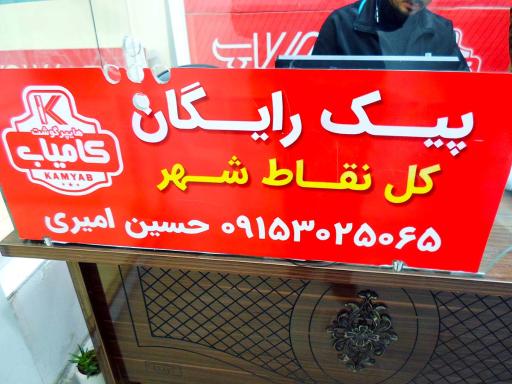 پیک رایگان
کل نقاط شهر
۰۹۱۵۳۰۲۵۰۶۵ حسین امیری
K
هایپرگوشت
کامیاب
KAMYAB